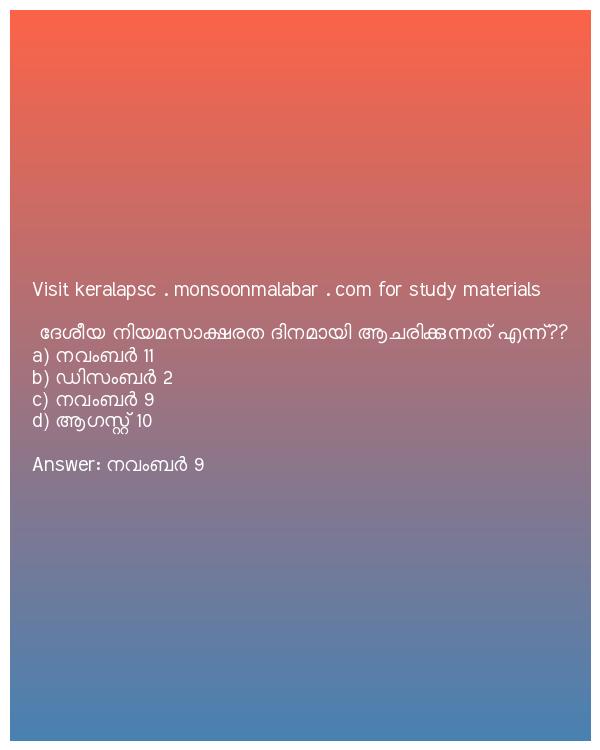 Visit keralapsc . monsoonmalabar . com for study materials
ദേശീയ നിയമസാക്ഷരത ദിനമായി ആചരിക്കുന്നത് എന്ന്??
a) നവംബർ 11
b) ഡിസംബർ 2
c) നവംബർ 9
d) ആഗസ്റ്റ് 10
Answer: നവംബർ 9